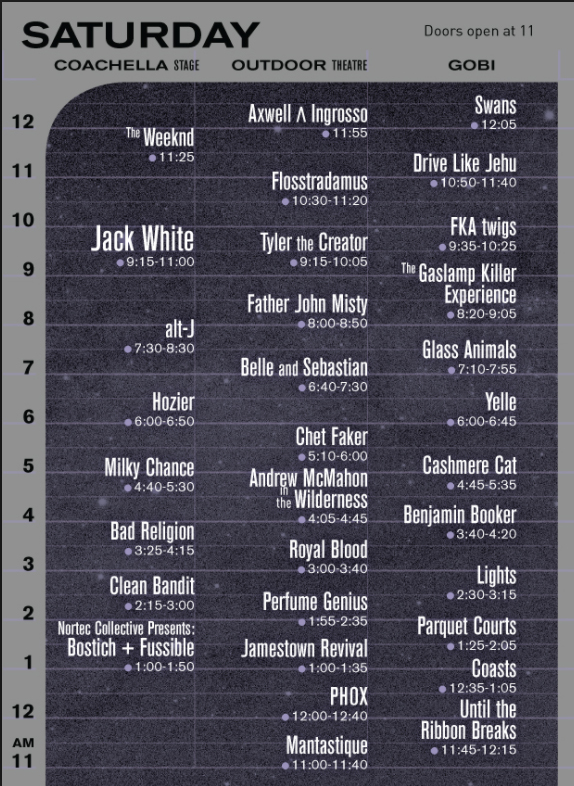 SATURDAY
Doors open at 11
COACHELLA STAGE
OUTDOOR THEATRE
GOBI
12
11
10
9
8
7
6
5
4
3
2
1
12
AM
11
The Weeknd
11:25
Jack White
9:15-11:00
alt-J
7:30-8:30
Hozier
6:00-6:50
Milky Chance
4:40-5:30
Bad Religion
3:25-4:15
Clean Bandit
2:15-3:00
Nortec Collective Presents:
Bostich + Fussible
1:00-1:50
Axwell Λ Ingrosso
11:55
Flosstradamus
10:30-11:20
Tyler the Creator
9:15-10:05
Father John Misty
8:00-8:50
Belle and Sebastian
6:40-7:30
Chet Faker
5:10-6:00
Andrew McMahon
in
the Wilderness
4:05-4:45
Royal Blood
3:00-3:40
Perfume Genius
1:55-2:35
Jamestown Revival
1:00-1:35
PHOX
12:00-12:40
Mantastique
11:00-11:40
Swans
12:05
Drive Like Jehu
10:50-11:40
FKA twigs
9:35-10:25
The Gaslamp Killer
Experience
8:20-9:05
Glass Animals
7:10-7:55
Yelle
6:00-6:45
Cashmere Cat
4:45-5:35
Benjamin Booker
3:40-4:20
Lights
2:30-3:15
Parquet Courts
1:25-2:05
Coasts
12:35-1:05
Until the
Ribbon Breaks
11:45-12:15